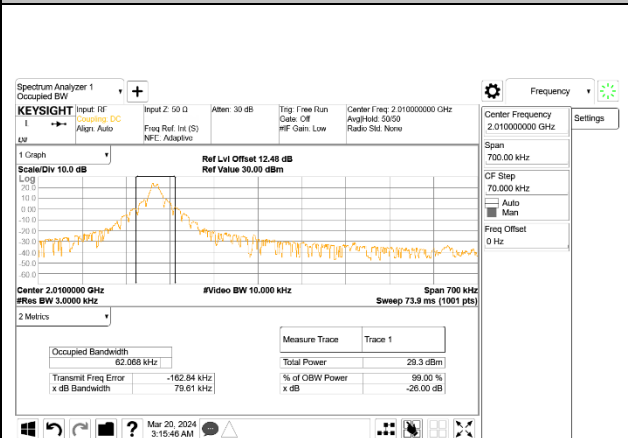 Spectrum Analyzer 1
Occupied BW
Frequency
KEYSIGHT
Input: RF
Coupling: DC
Align: Auto
Input Z: 50 Ω
Freq Ref: Int (S)
NFE: Adaptive
Atten: 30 dB
Trig: Free Run
Gate: Off
#IF Gain: Low
Center Freq: 2.010000000 GHz
Avg|Hold: 50/50
Radio Std: None
1 Graph
Scale/Div 10.0 dB
Ref Lvl Offset 12.48 dB
Ref Value 30.00 dBm
Log
20.0
10.0
0.00
-10.0
-20.0
-30.0
-40.0
-50.0
-60.0
Center 2.0100000 GHz
#Res BW 3.0000 kHz
#Video BW 10.000 kHz
Span 700 kHz
Sweep 73.9 ms (1001 pts)
2 Metrics
Occupied Bandwidth
62.068 kHz
Transmit Freq Error -162.84 kHz
x dB Bandwidth 79.61 kHz
Measure Trace Trace 1
Total Power 29.3 dBm
% of OBW Power 99.00 %
x dB -26.00 dB
Center Frequency
2.010000000 GHz
Settings
Span
700.00 kHz
CF Step
70.000 kHz
Auto
Man
Freq Offset
0 Hz
Mar 20, 2024
3:15:46 AM